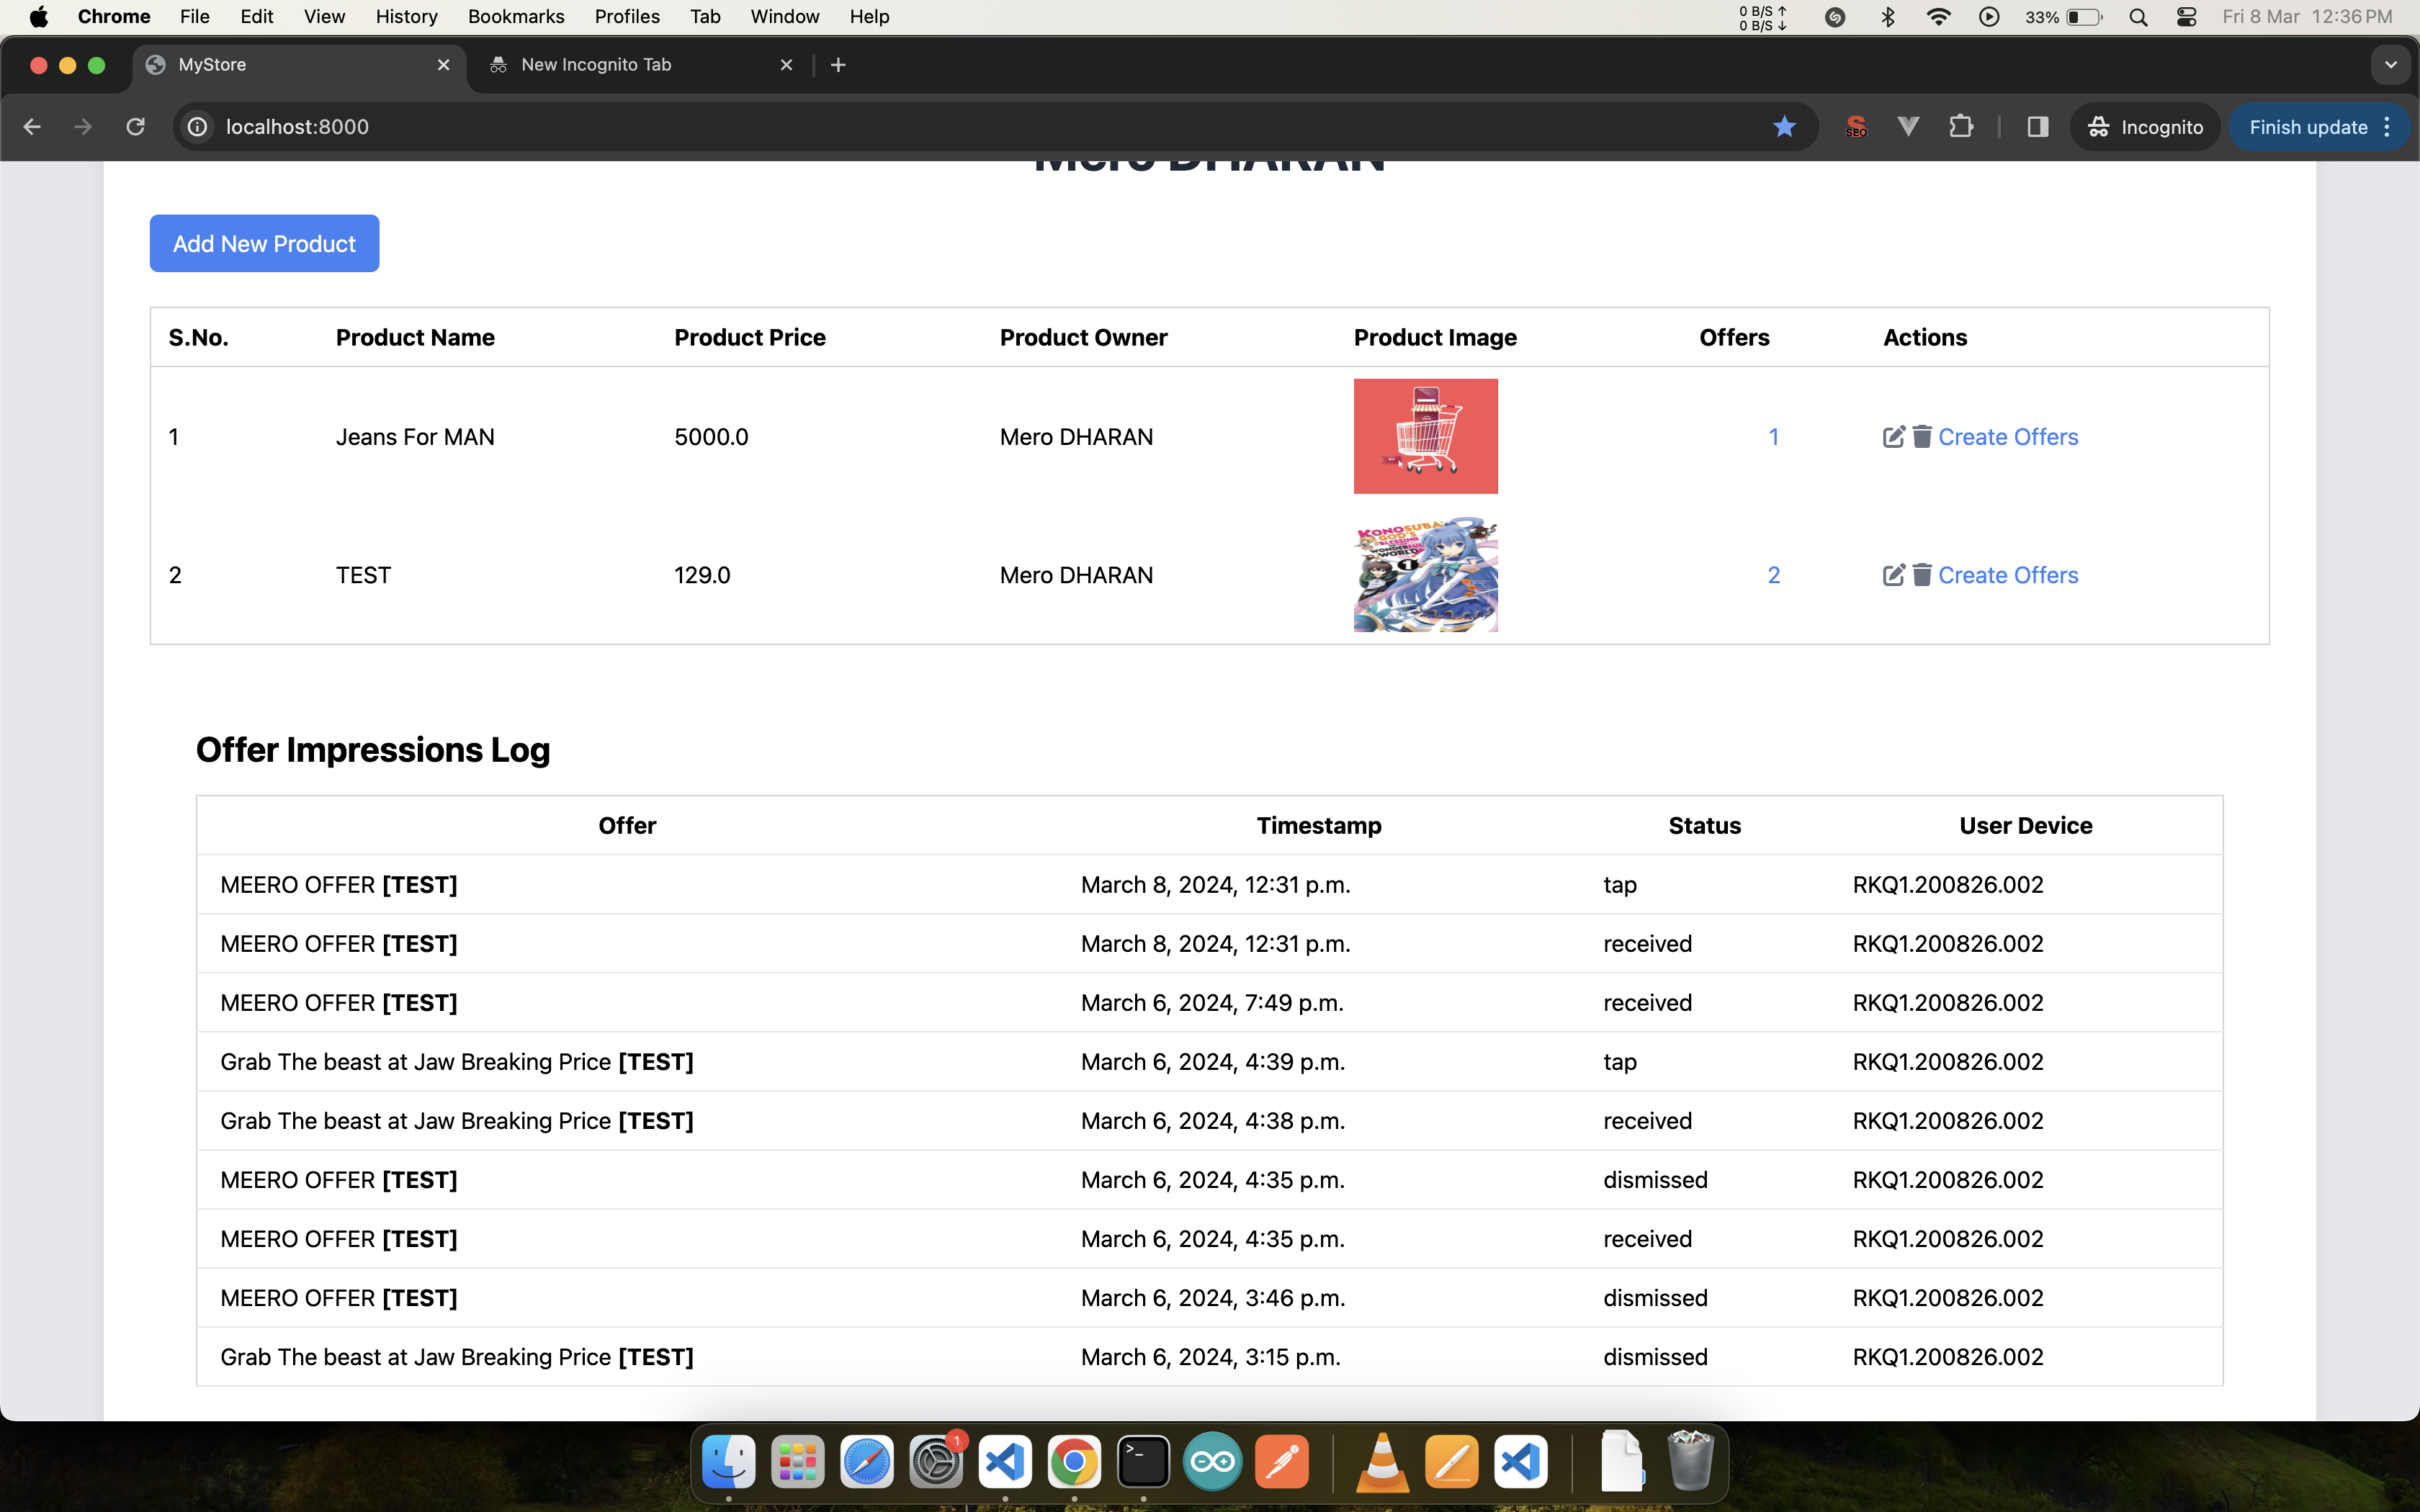 Chrome File Edit View History Bookmarks Profiles Tab Window Help 0 B/S ↑ 0 B/S ↓ 33% Fri 8 Mar 12:36 PM
MyStore New Incognito Tab
localhost:8000 SEO Incognito Finish update
Mero DHARAN
Add New Product
S.No. Product Name Product Price Product Owner Product Image Offers Actions
1 Jeans For MAN 5000.0 Mero DHARAN 1 Create Offers
KONOSUBA:
GOD'S
BLESSING
WONDERFUL
WORLD!
1
2 TEST 129.0 Mero DHARAN 2 Create Offers
Offer Impressions Log
Offer Timestamp Status User Device
MEERO OFFER [TEST] March 8, 2024, 12:31 p.m. tap RKQ1.200826.002
MEERO OFFER [TEST] March 8, 2024, 12:31 p.m. received RKQ1.200826.002
MEERO OFFER [TEST] March 6, 2024, 7:49 p.m. received RKQ1.200826.002
Grab The beast at Jaw Breaking Price [TEST] March 6, 2024, 4:39 p.m. tap RKQ1.200826.002
Grab The beast at Jaw Breaking Price [TEST] March 6, 2024, 4:38 p.m. received RKQ1.200826.002
MEERO OFFER [TEST] March 6, 2024, 4:35 p.m. dismissed RKQ1.200826.002
MEERO OFFER [TEST] March 6, 2024, 4:35 p.m. received RKQ1.200826.002
MEERO OFFER [TEST] March 6, 2024, 3:46 p.m. dismissed RKQ1.200826.002
Grab The beast at Jaw Breaking Price [TEST] March 6, 2024, 3:15 p.m. dismissed RKQ1.200826.002
1